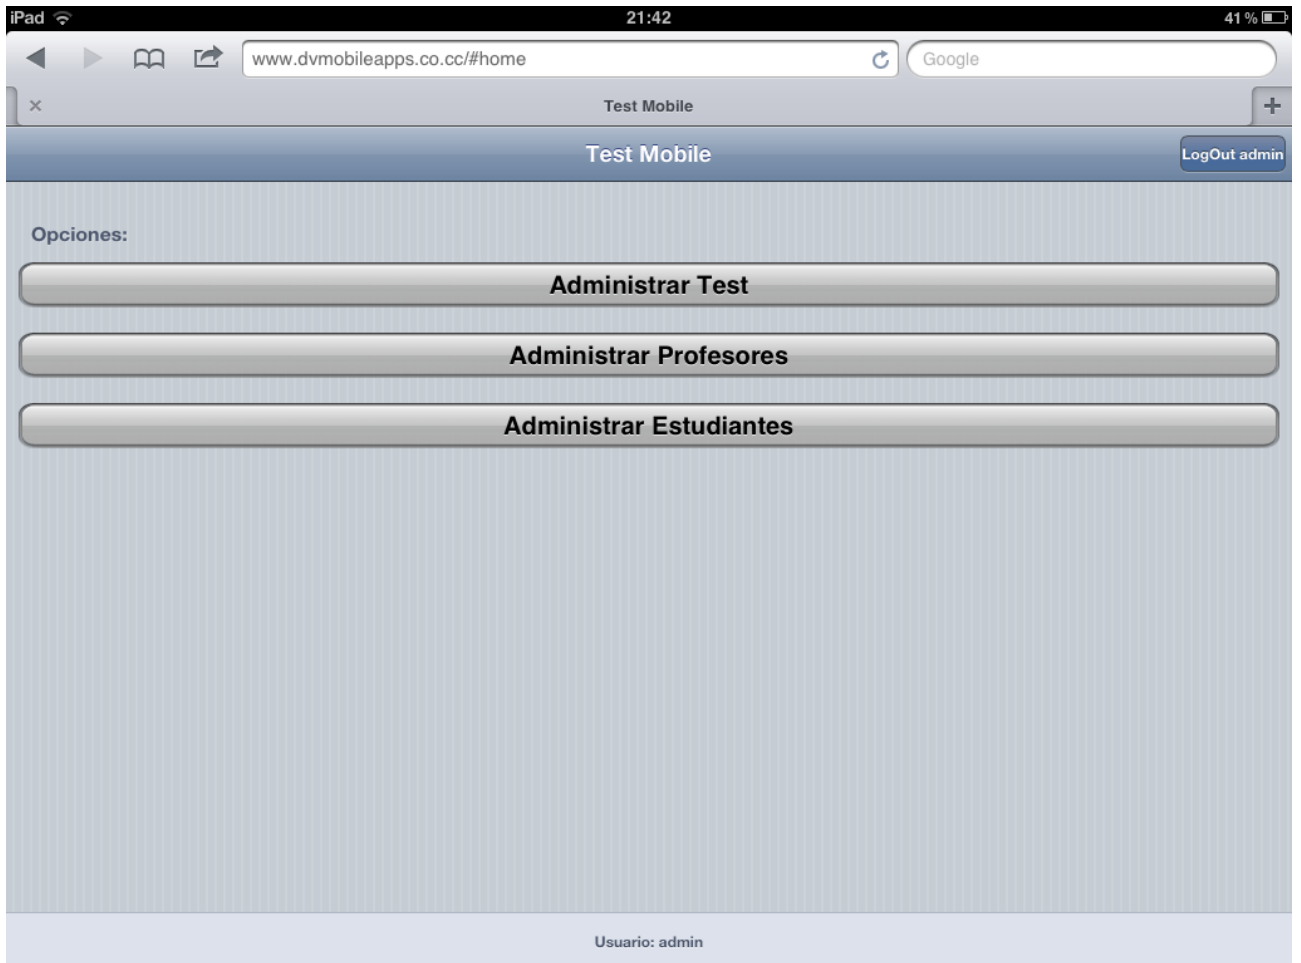 iPad 21:42 41 %
www.dvmobileapps.co.cc/#home Google
Test Mobile
Test Mobile LogOut admin
Opciones:
Administrar Test
Administrar Profesores
Administrar Estudiantes
Usuario: admin